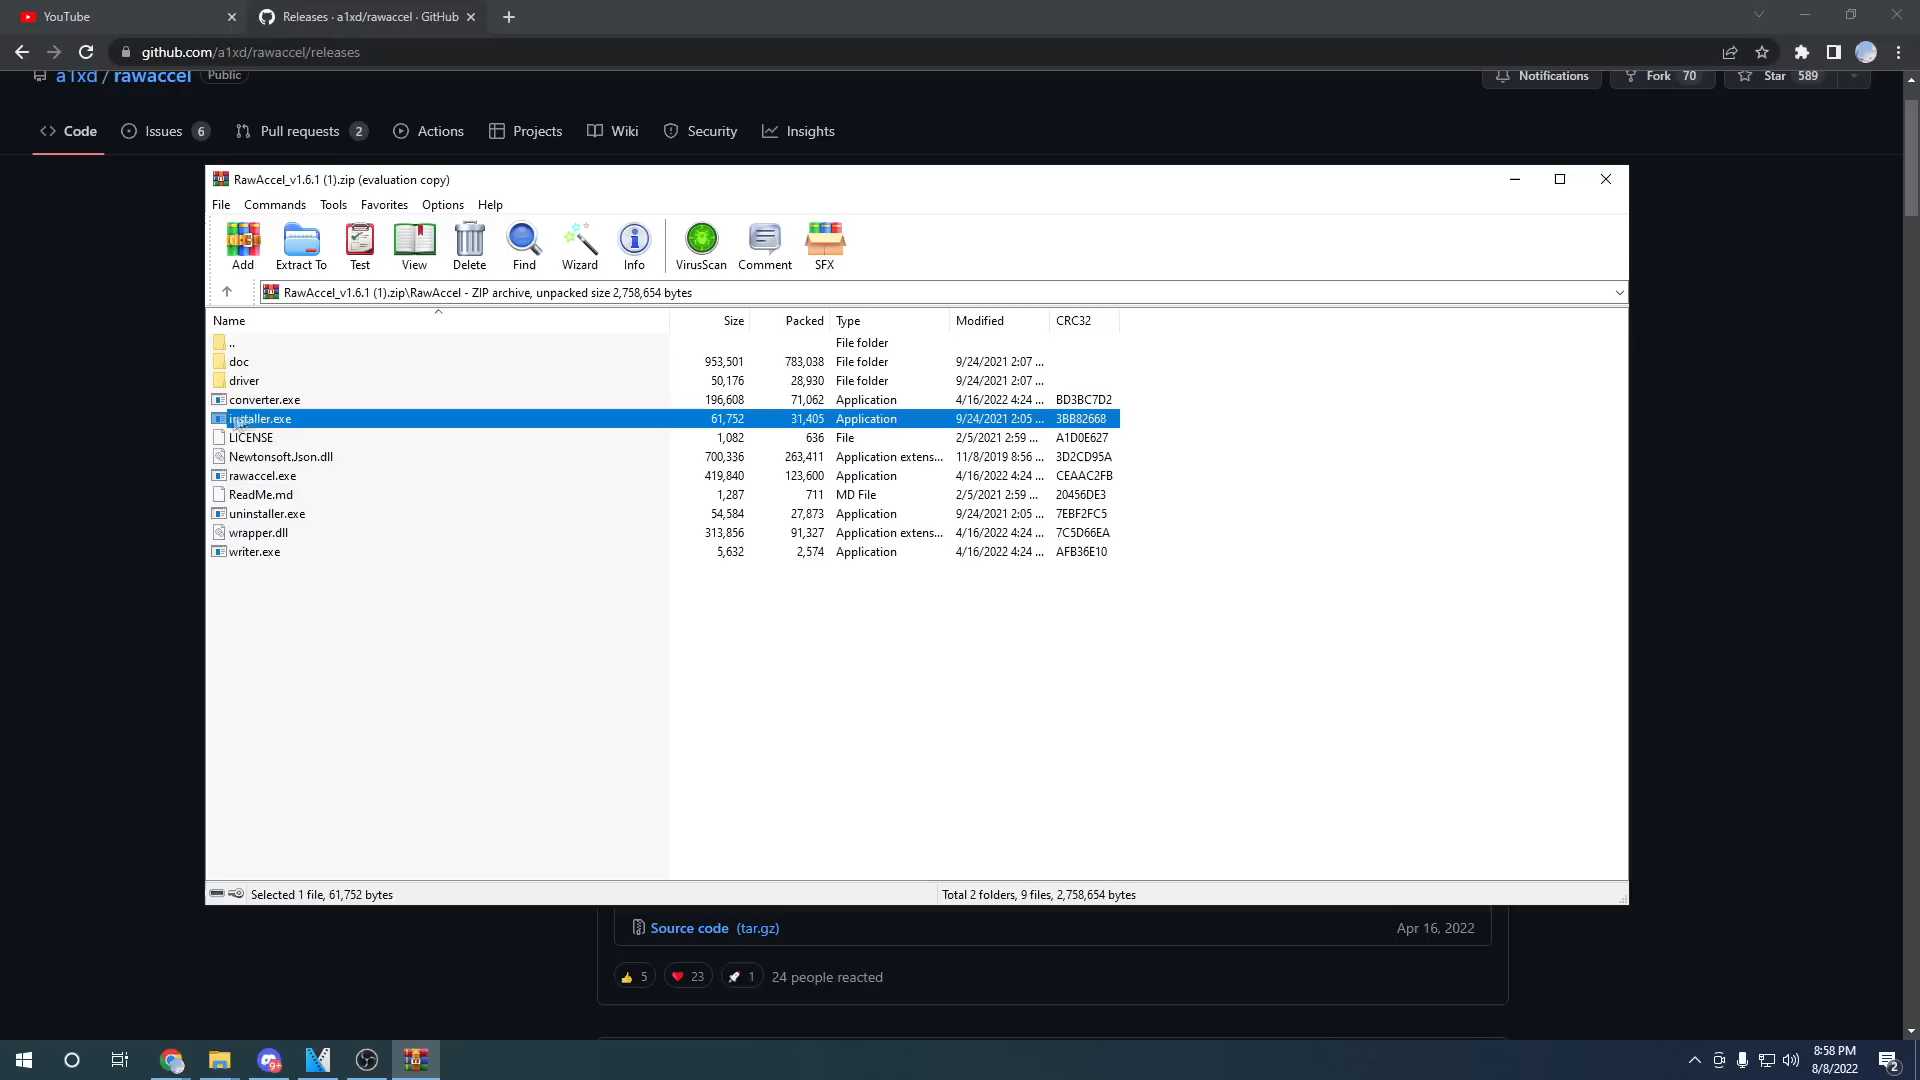 YouTube
Releases · a1xd/rawaccel · GitHub
github.com/a1xd/rawaccel/releases
a1xd / rawaccel Public
Notifications Fork 70 Star 589
Code Issues 6 Pull requests 2 Actions Projects Wiki Security Insights
RawAccel_v1.6.1 (1).zip (evaluation copy)
File Commands Tools Favorites Options Help
Add Extract To Test View Delete Find Wizard Info VirusScan Comment SFX
RawAccel_v1.6.1 (1).zip\RawAccel - ZIP archive, unpacked size 2,758,654 bytes
Name Size Packed Type Modified CRC32
.. File folder
doc 953,501 783,038 File folder 9/24/2021 2:07 ...
driver 50,176 28,930 File folder 9/24/2021 2:07 ...
converter.exe 196,608 71,062 Application 4/16/2022 4:24 ... BD3BC7D2
installer.exe 61,752 31,405 Application 9/24/2021 2:05 ... 3BB82668
LICENSE 1,082 636 File 2/5/2021 2:59 ... A1D0E627
Newtonsoft.Json.dll 700,336 263,411 Application extens... 11/8/2019 8:56 ... 3D2CD95A
rawaccel.exe 419,840 123,600 Application 4/16/2022 4:24 ... CEAAC2FB
ReadMe.md 1,287 711 MD File 2/5/2021 2:59 ... 20456DE3
uninstaller.exe 54,584 27,873 Application 9/24/2021 2:05 ... 7EBF2FC5
wrapper.dll 313,856 91,327 Application extens... 4/16/2022 4:24 ... 7C5D66EA
writer.exe 5,632 2,574 Application 4/16/2022 4:24 ... AFB36E10
Selected 1 file, 61,752 bytes
Total 2 folders, 9 files, 2,758,654 bytes
Source code (tar.gz) Apr 16, 2022
5 23 1 24 people reacted
9+
8:58 PM
8/8/2022
2